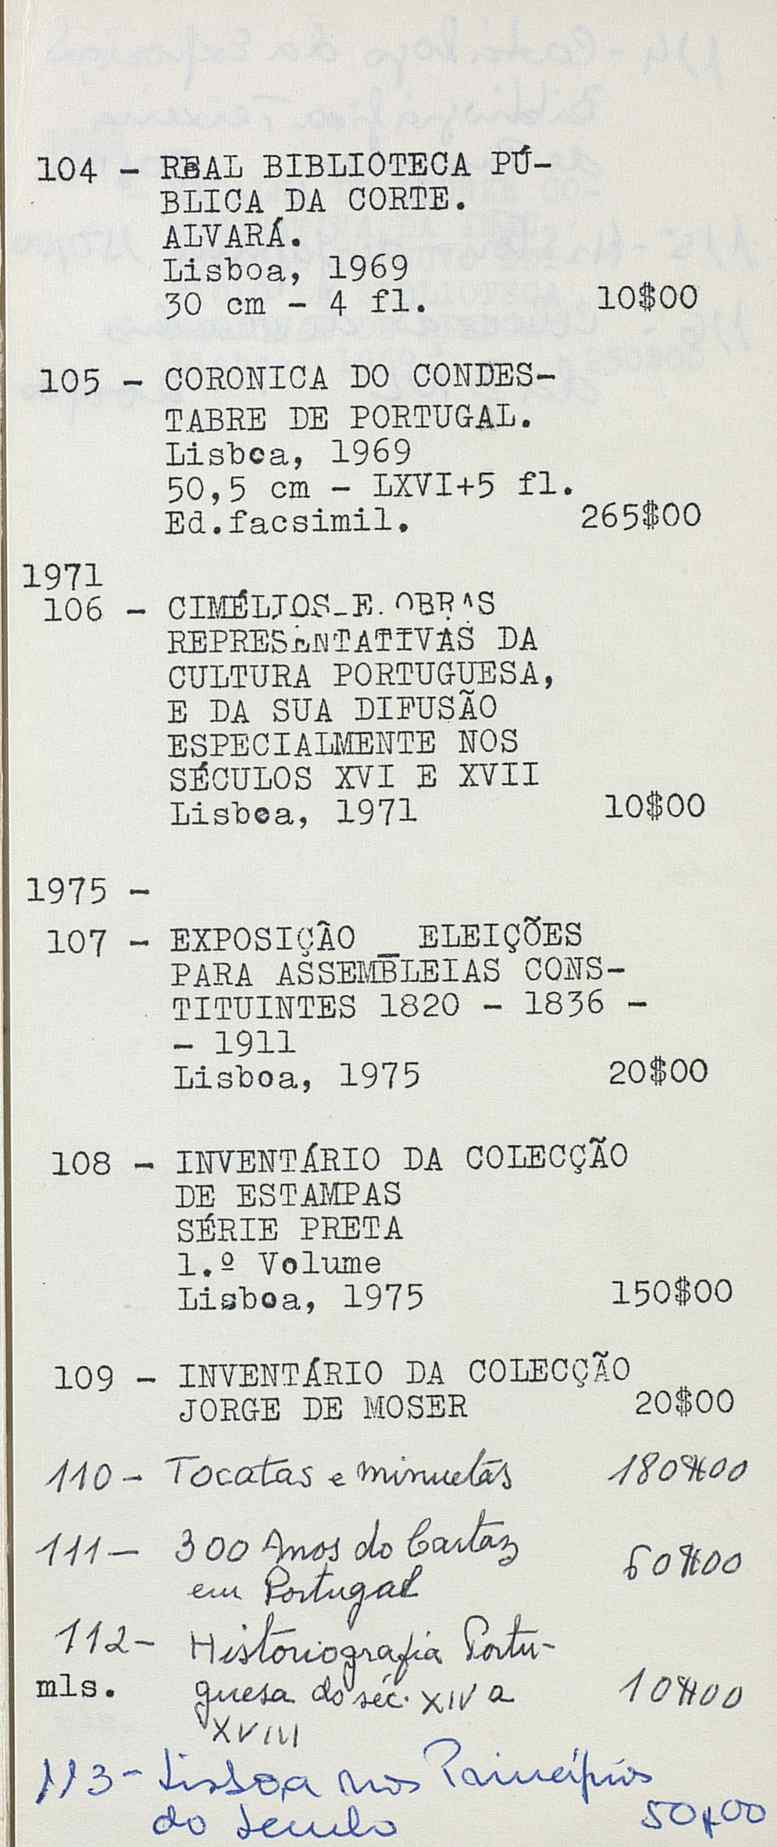 104 - REAL BIBLIOTECA PÚ-
BLICA DA CORTE.
ALVARÁ.
Lisboa, 1969
30 cm - 4 fl. 10$00
105 - CORONICA DO CONDES-
TABRE DE PORTUGAL.
Lisboa, 1969
50,5 cm - LXVI+5 fl.
Ed.facsimil. 265$00
1971
106 - CIMÉLIOS E OBRAS
REPRESENTATIVAS DA
CULTURA PORTUGUESA,
E DA SUA DIFUSÃO
ESPECIALMENTE NOS
SÉCULOS XVI E XVII
Lisboa, 1971 10$00
1975 -
107 - EXPOSIÇÃO _ ELEIÇÕES
PARA ASSEMBLEIAS CONS-
TITUINTES 1820 - 1836 -
- 1911
Lisboa, 1975 20$00
108 - INVENTÁRIO DA COLECÇÃO
DE ESTAMPAS
SÉRIE PRETA
1.º Volume
Lisboa, 1975 150$00
109 - INVENTÁRIO DA COLECÇÃO
JORGE DE MOSER 20$00
110 - Tocatas e minuetas 180$00
111 - 300 Anos do Cartaz
em Portugal 60$00
112 - Historiografia Portu-
mls. guesa do séc. XIV a 10$00
XVIII
113 - Lisboa nos Princípios
do seculo 50$00